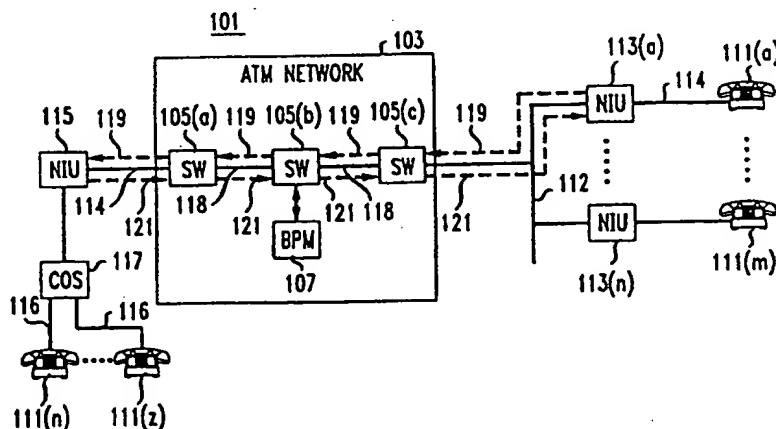 101
103
ATM NETWORK
113(a)
111(a)
115
119
105(a)
119
105(b)
119
105(c)
119
114
NIU
NIU
SW
SW
SW
114
121
118
121
121
118
121
112
BPM
107
NIU
113(n)
111(m)
117
COS
116
116
111(n)
111(z)